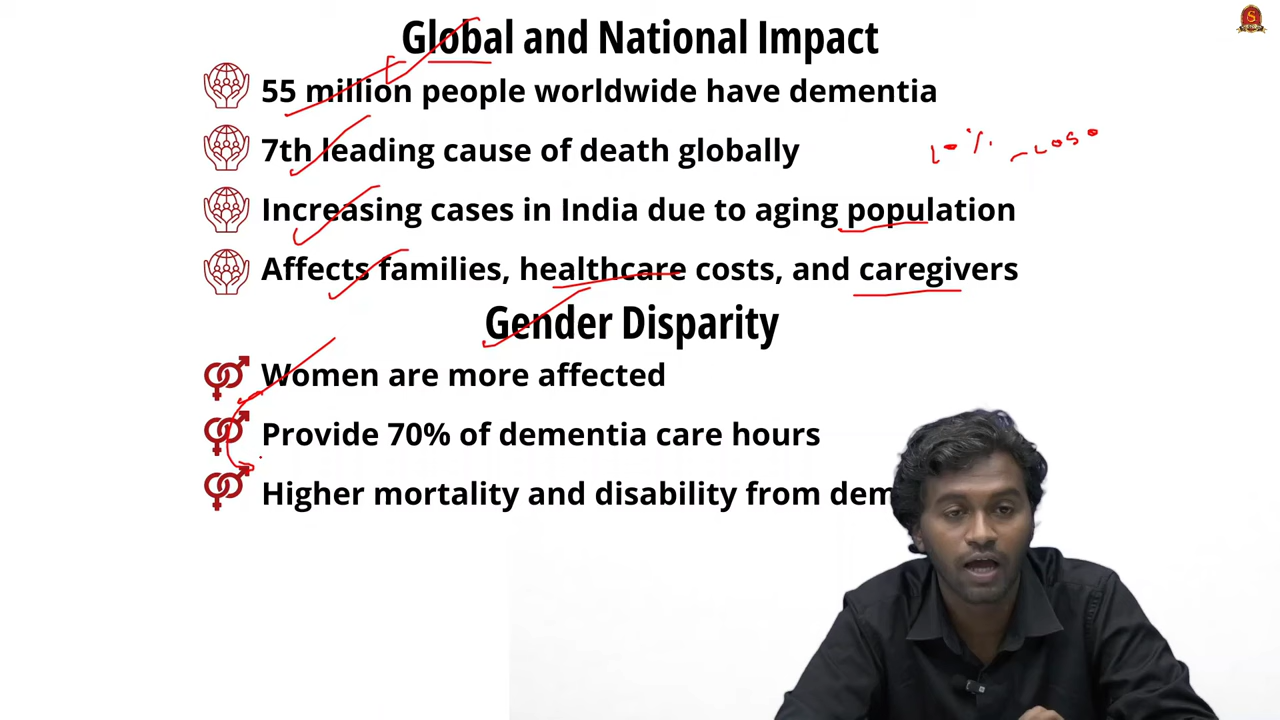 Global and National Impact
55 million people worldwide have dementia
7th leading cause of death globally
10%
Increasing cases in India due to aging population
Affects families, healthcare costs, and caregivers
Gender Disparity
Women are more affected
Provide 70% of dementia care hours
Higher mortality and disability from dem